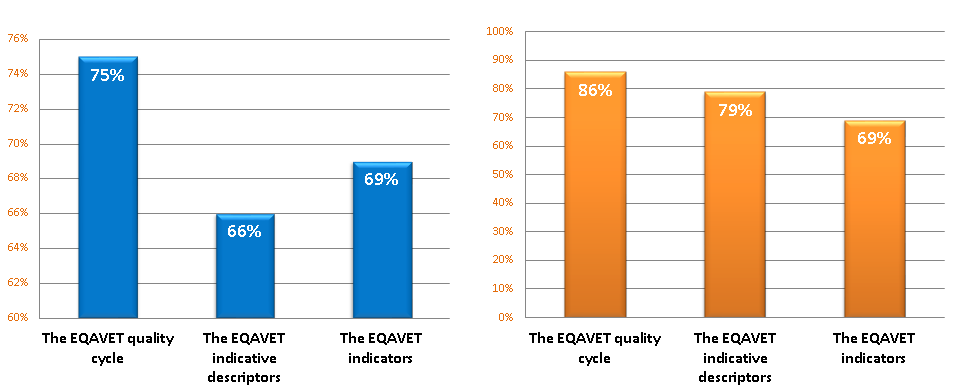 76%
74%
72%
70%
68%
66%
64%
62%
60%
75%
66%
69%
The EQAVET quality
cycle
The EQAVET
indicative
descriptors
The EQAVET
indicators
100%
90%
80%
70%
60%
50%
40%
30%
20%
10%
0%
86%
79%
69%
The EQAVET quality
cycle
The EQAVET
indicative
descriptors
The EQAVET
indicators